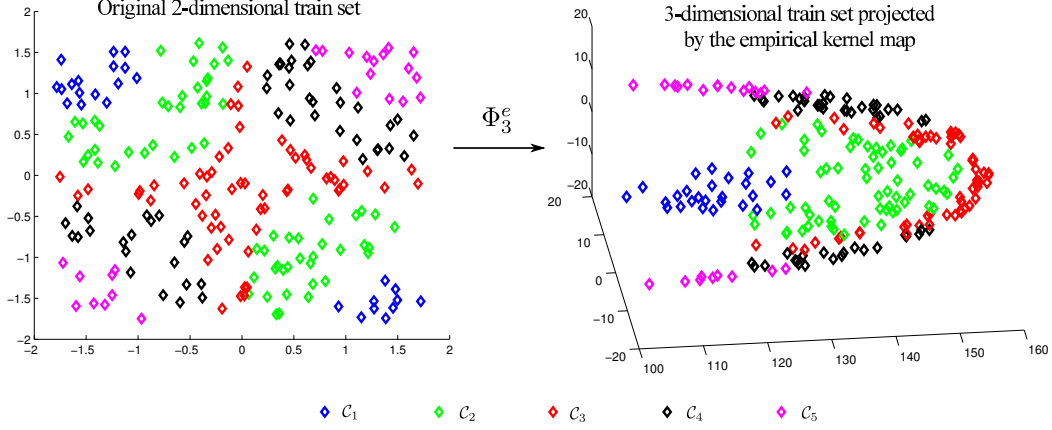 Original 2-dimensional train set
3-dimensional train set projected
by the empirical kernel map
2
1.5
1
0.5
0
−0.5
−1
−1.5
−2
−2 −1.5 −1 −0.5 0 0.5 1 1.5 2
Φ₃ᵉ
20
10
0
−10
−20
20
10
0
−10
−20
100 110 120 130 140 150 160
C₁ C₂ C₃ C₄ C₅